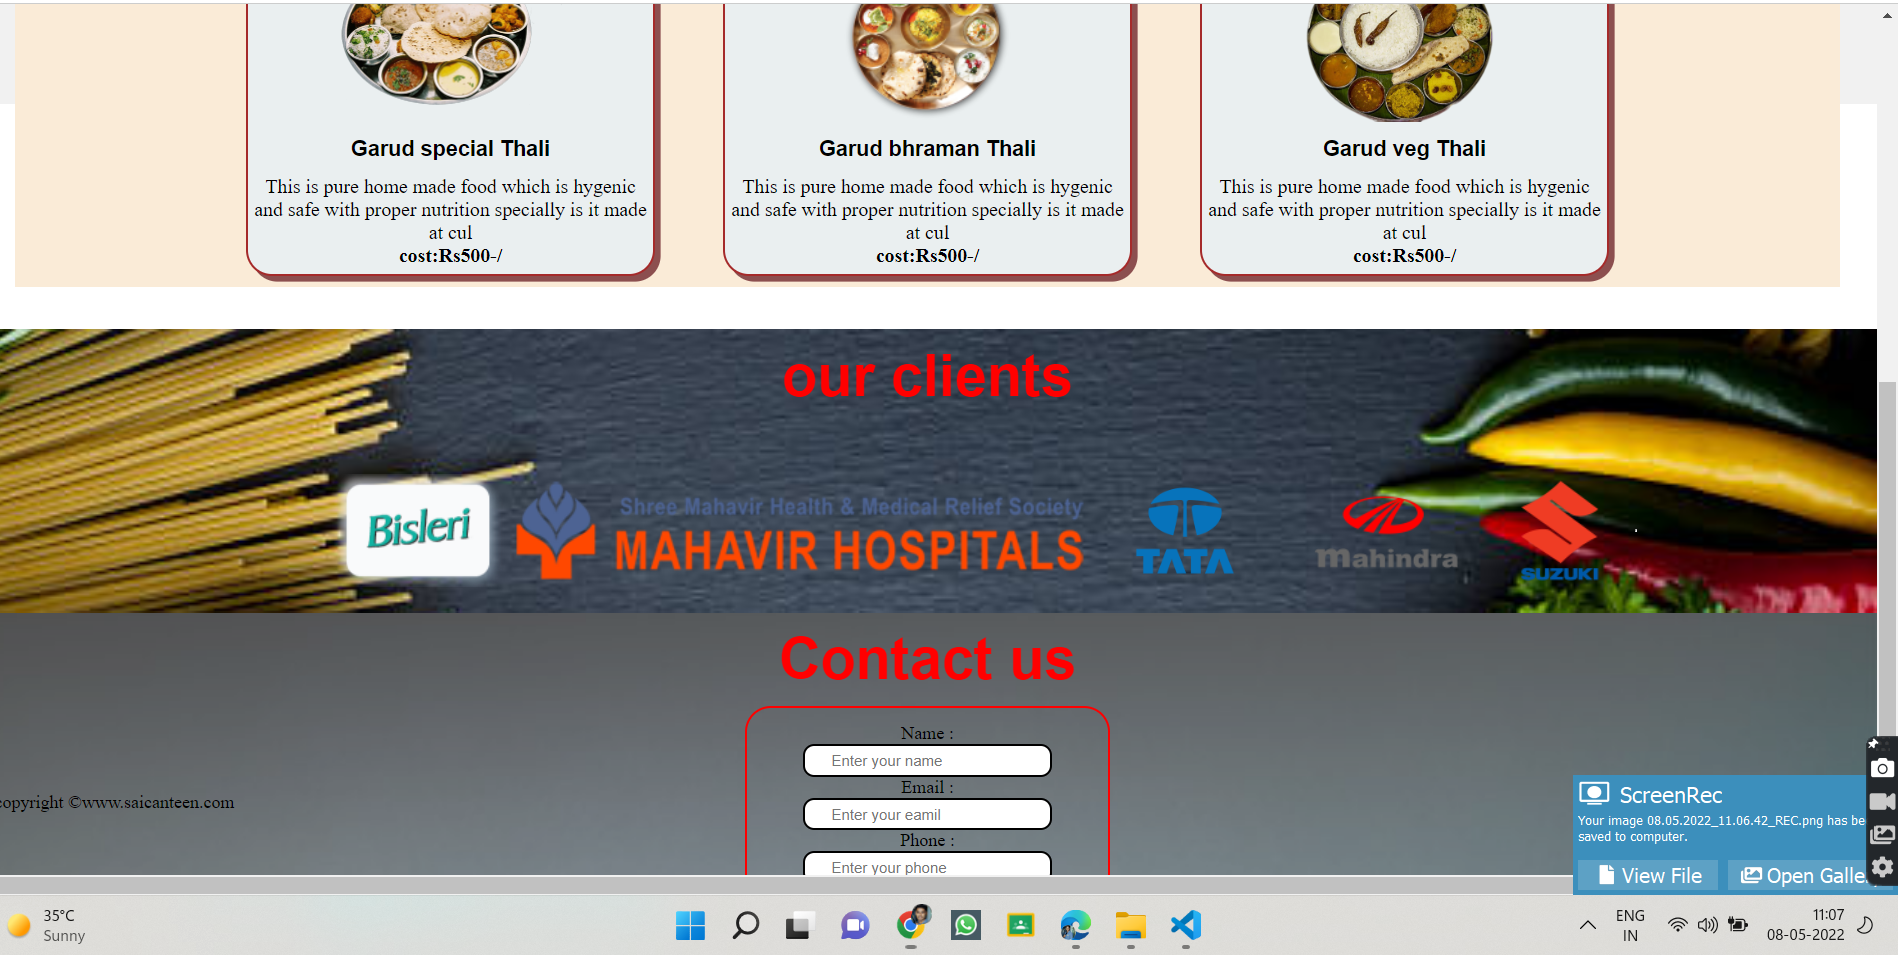 Garud special Thali
This is pure home made food which is hygenic
and safe with proper nutrition specially is it made
at cul
cost:Rs500-/
Garud bhraman Thali
This is pure home made food which is hygenic
and safe with proper nutrition specially is it made
at cul
cost:Rs500-/
Garud veg Thali
This is pure home made food which is hygenic
and safe with proper nutrition specially is it made
at cul
cost:Rs500-/
our clients
Bisleri
Shree Mahavir Health & Medical Relief Society
MAHAVIR HOSPITALS
TATA
mahindra
SUZUKI
Contact us
Name :
Enter your name
Email :
Enter your eamil
Phone :
Enter your phone
copyright ©www.saicanteen.com
ScreenRec
Your image 08.05.2022_11.06.42_REC.png has be
saved to computer.
View File
Open Galle
35°C
Sunny
ENG
IN
11:07
08-05-2022